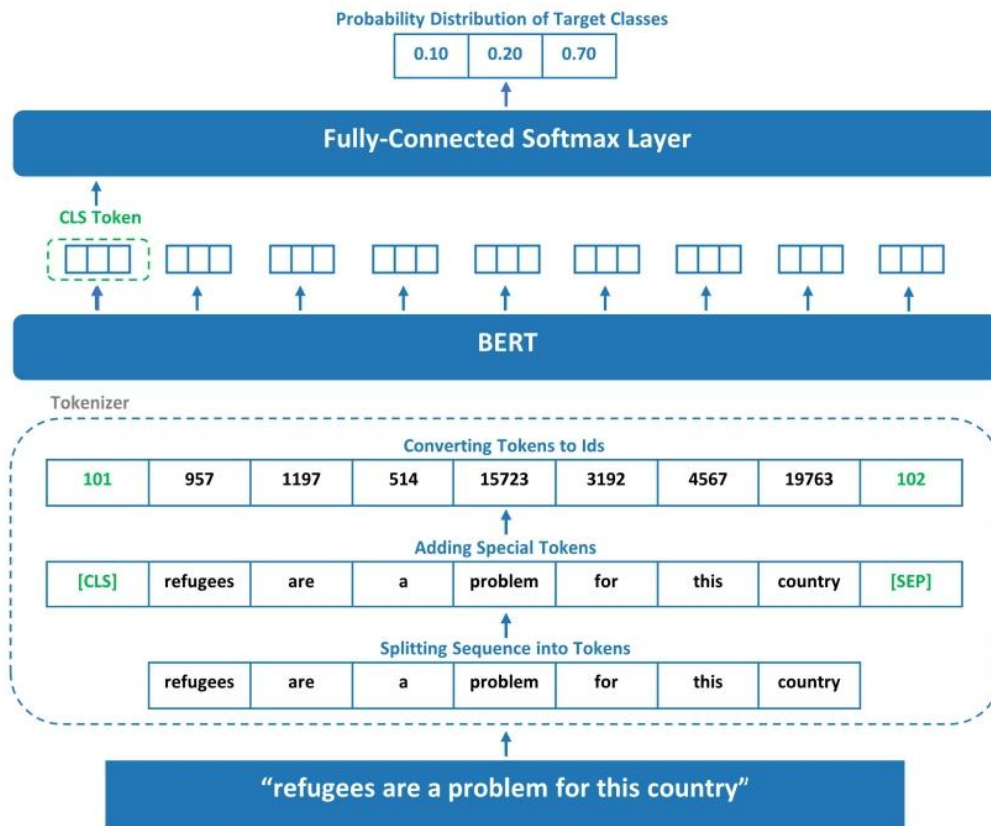 Probability Distribution of Target Classes
0.10 0.20 0.70
Fully-Connected Softmax Layer
CLS Token
BERT
Tokenizer
Converting Tokens to Ids
101 957 1197 514 15723 3192 4567 19763 102
Adding Special Tokens
[CLS] refugees are a problem for this country [SEP]
Splitting Sequence into Tokens
refugees are a problem for this country
“refugees are a problem for this country”